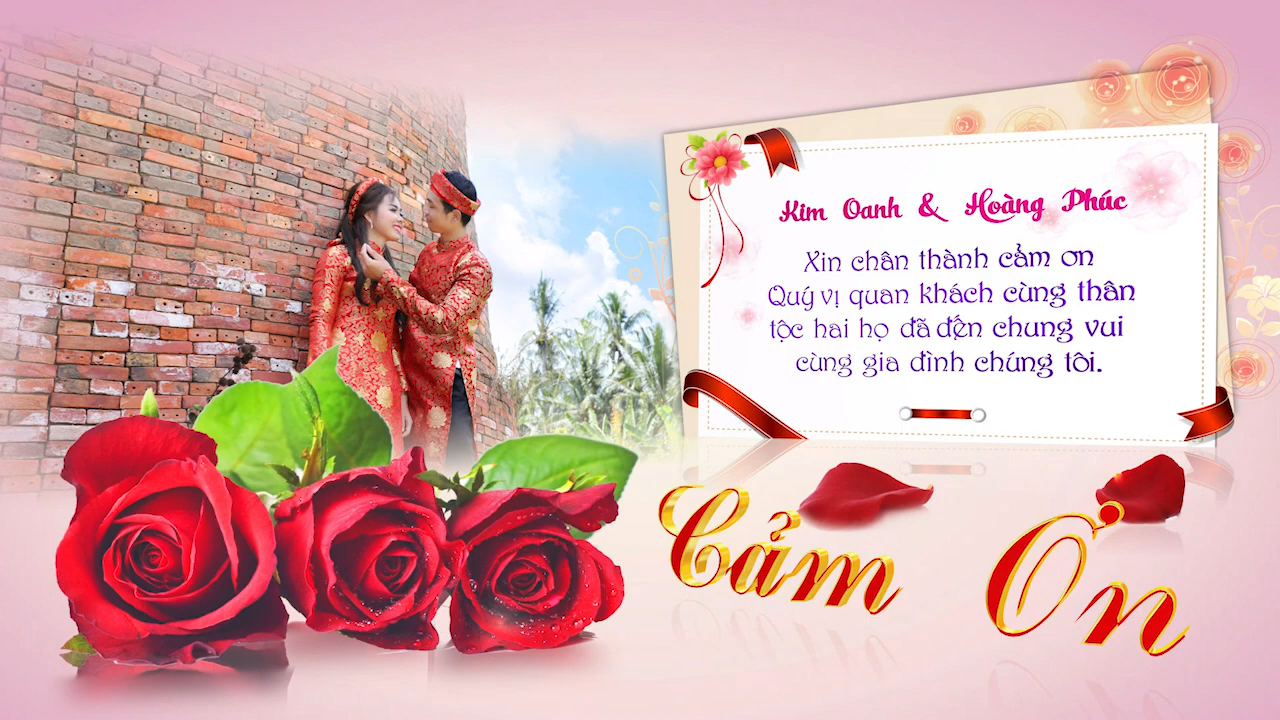 Kim Oanh & Hoàng Phúc
Xin chân thành cảm ơn
Quý vị quan khách cùng thân
tộc hai họ đã đến chung vui
cùng gia đình chúng tôi.
Cảm Ơn